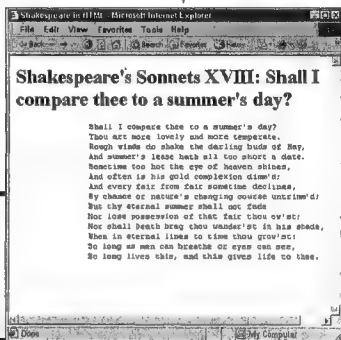 Shakespeare in HTML - Microsoft Internet Explorer
File Edit View Favorites Tools Help
Back Search Favorites History
Shakespeare's Sonnets XVIII: Shall I
compare thee to a summer's day?
Shall I compare thee to a summer's day?
Thou art more lovely and more temperate.
Rough winds do shake the darling buds of May,
And summer's lease hath all too short a date.
Sometime too hot the eye of heaven shines,
And often is his gold complexion dimm'd;
And every fair from fair sometime declines,
By chance or nature's changing course untrimm'd;
But thy eternal summer shall not fade
Nor lose possession of that fair thou ow'st;
Nor shall Death brag thou wander'st in his shade,
When in eternal lines to time thou grow'st:
So long as men can breathe or eyes can see,
So long lives this, and this gives life to thee.
Done My Computer